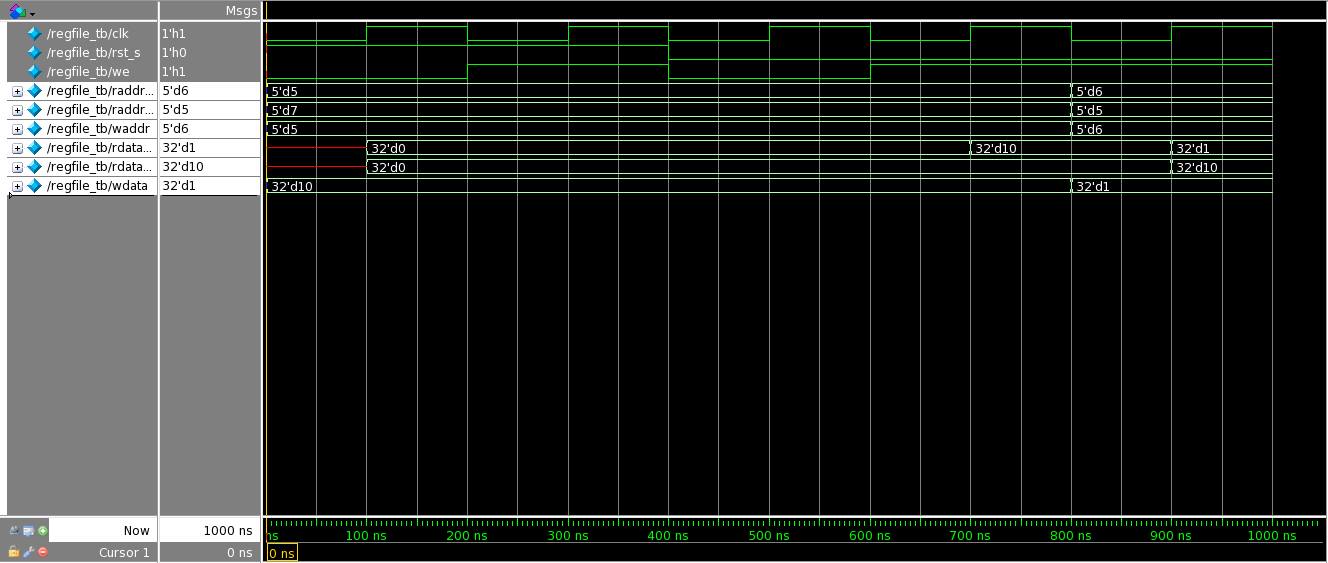 Msgs
/regfile_tb/clk 1'h1
/regfile_tb/rst_s 1'h0
/regfile_tb/we 1'h1
/regfile_tb/raddr... 5'd6 5'd5 5'd6
/regfile_tb/raddr... 5'd5 5'd7 5'd5
/regfile_tb/waddr 5'd6 5'd5 5'd6
/regfile_tb/rdata... 32'd1 32'd0 32'd10 32'd1
/regfile_tb/rdata... 32'd10 32'd0 32'd10
/regfile_tb/wdata 32'd1 32'd10 32'd1
Now 1000 ns ns 100 ns 200 ns 300 ns 400 ns 500 ns 600 ns 700 ns 800 ns 900 ns 1000 ns
Cursor 1 0 ns 0 ns